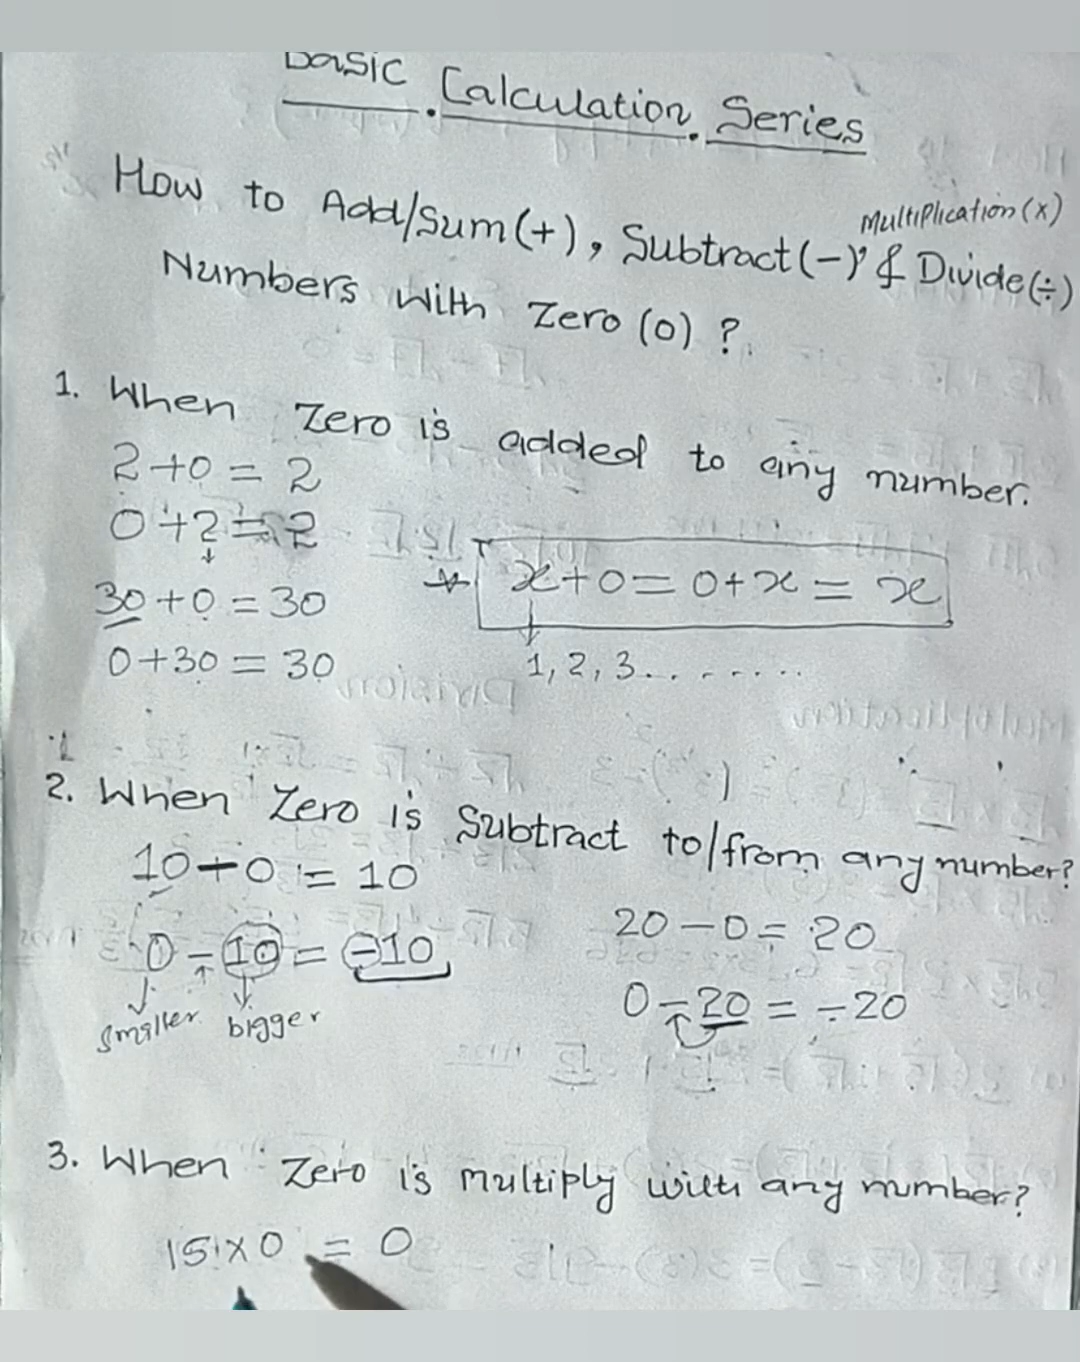 Basic Calculation Series
How to Add/Sum(+), Subtract(-), Multiplication(x) & Divide(÷)
Numbers with Zero (0) ?
1. When Zero is added to any number.
2+0 = 2
0+2 = 2
30+0 = 30
0+30 = 30
x+0 = 0+x = x
1, 2, 3........
2. When Zero is Subtract to/from any number?
10-0 = 10
0-10 = -10
smaller bigger
20-0 = 20
0-20 = -20
3. When Zero is multiply with any number?
15x0 = 0